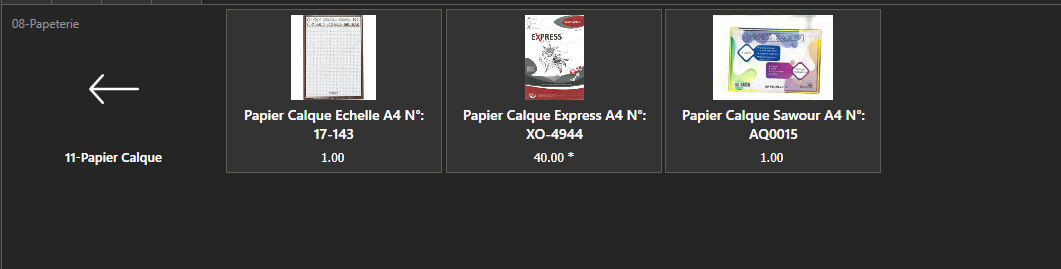 08-Papeterie
11-Papier Calque
Papier Calque Echelle A4 N°:
17-143
1.00
EXPRESS
Papier Calque Express A4 N°:
XO-4944
40.00 *
Papier Calque Sawour A4 N°:
AQ0015
1.00